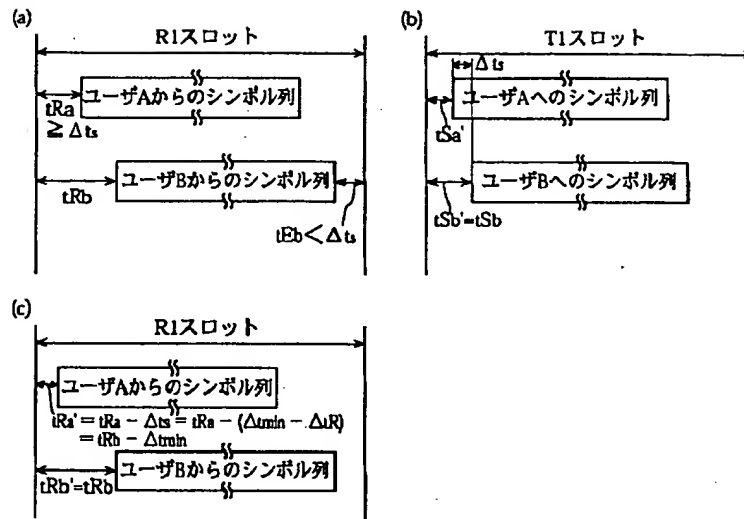 (a)
R1スロット
ユーザAからのシンボル列
tRa
≧Δts
ユーザBからのシンボル列
tRb
tEb<Δts
(b)
T1スロット
Δts
ユーザAへのシンボル列
tSa'
ユーザBへのシンボル列
tSb'=tSb
(c)
R1スロット
ユーザAからのシンボル列
tRa'=tRa-Δts=tRa-(Δtmin-ΔtR)
=tRb-Δtmin
ユーザBからのシンボル列
tRb'=tRb